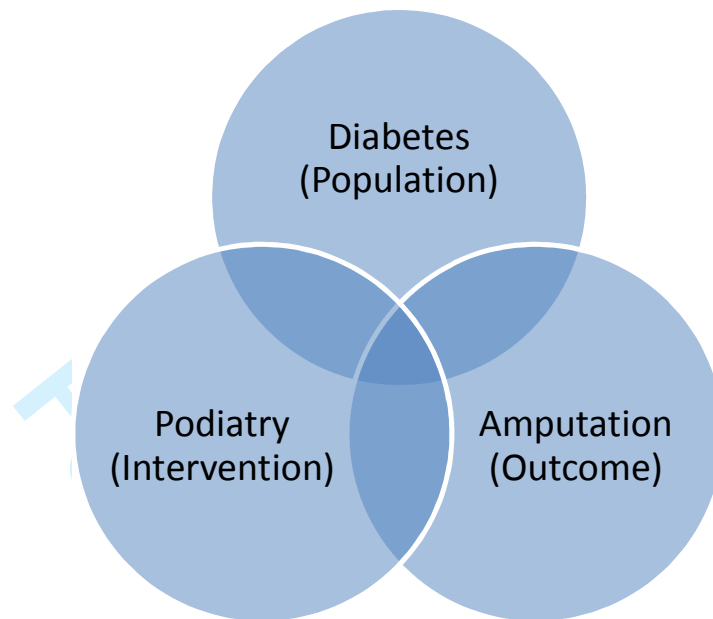 Diabetes
(Population)
Podiatry
(Intervention)
Amputation
(Outcome)